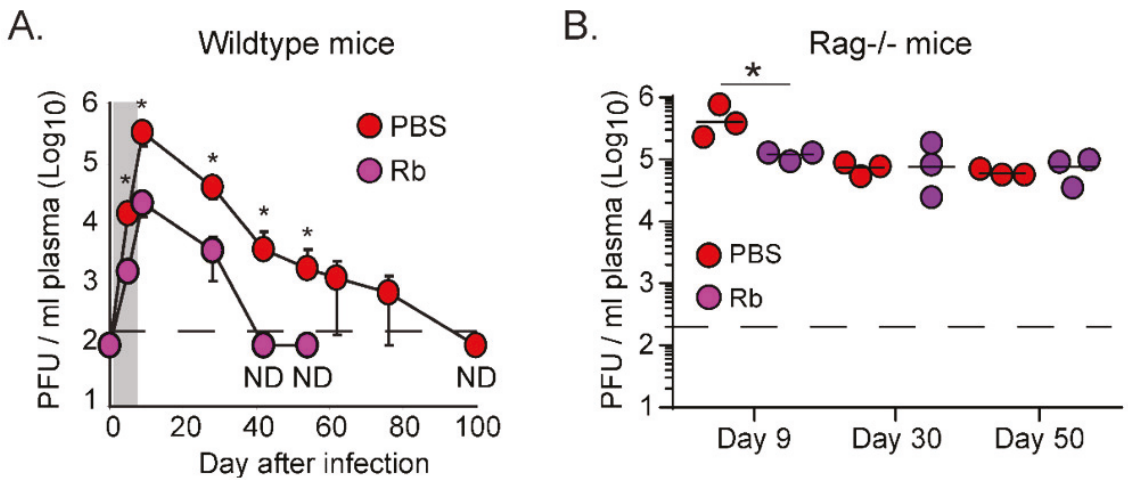 A.
Wildtype mice
PFU / ml plasma (Log10)
6
5
4
3
2
1
* * * * *
PBS
Rb
ND ND ND
0 20 40 60 80 100
Day after infection
B.
Rag-/- mice
*
PFU / ml plasma (Log10)
6
5
4
3
2
1
PBS
Rb
Day 9 Day 30 Day 50